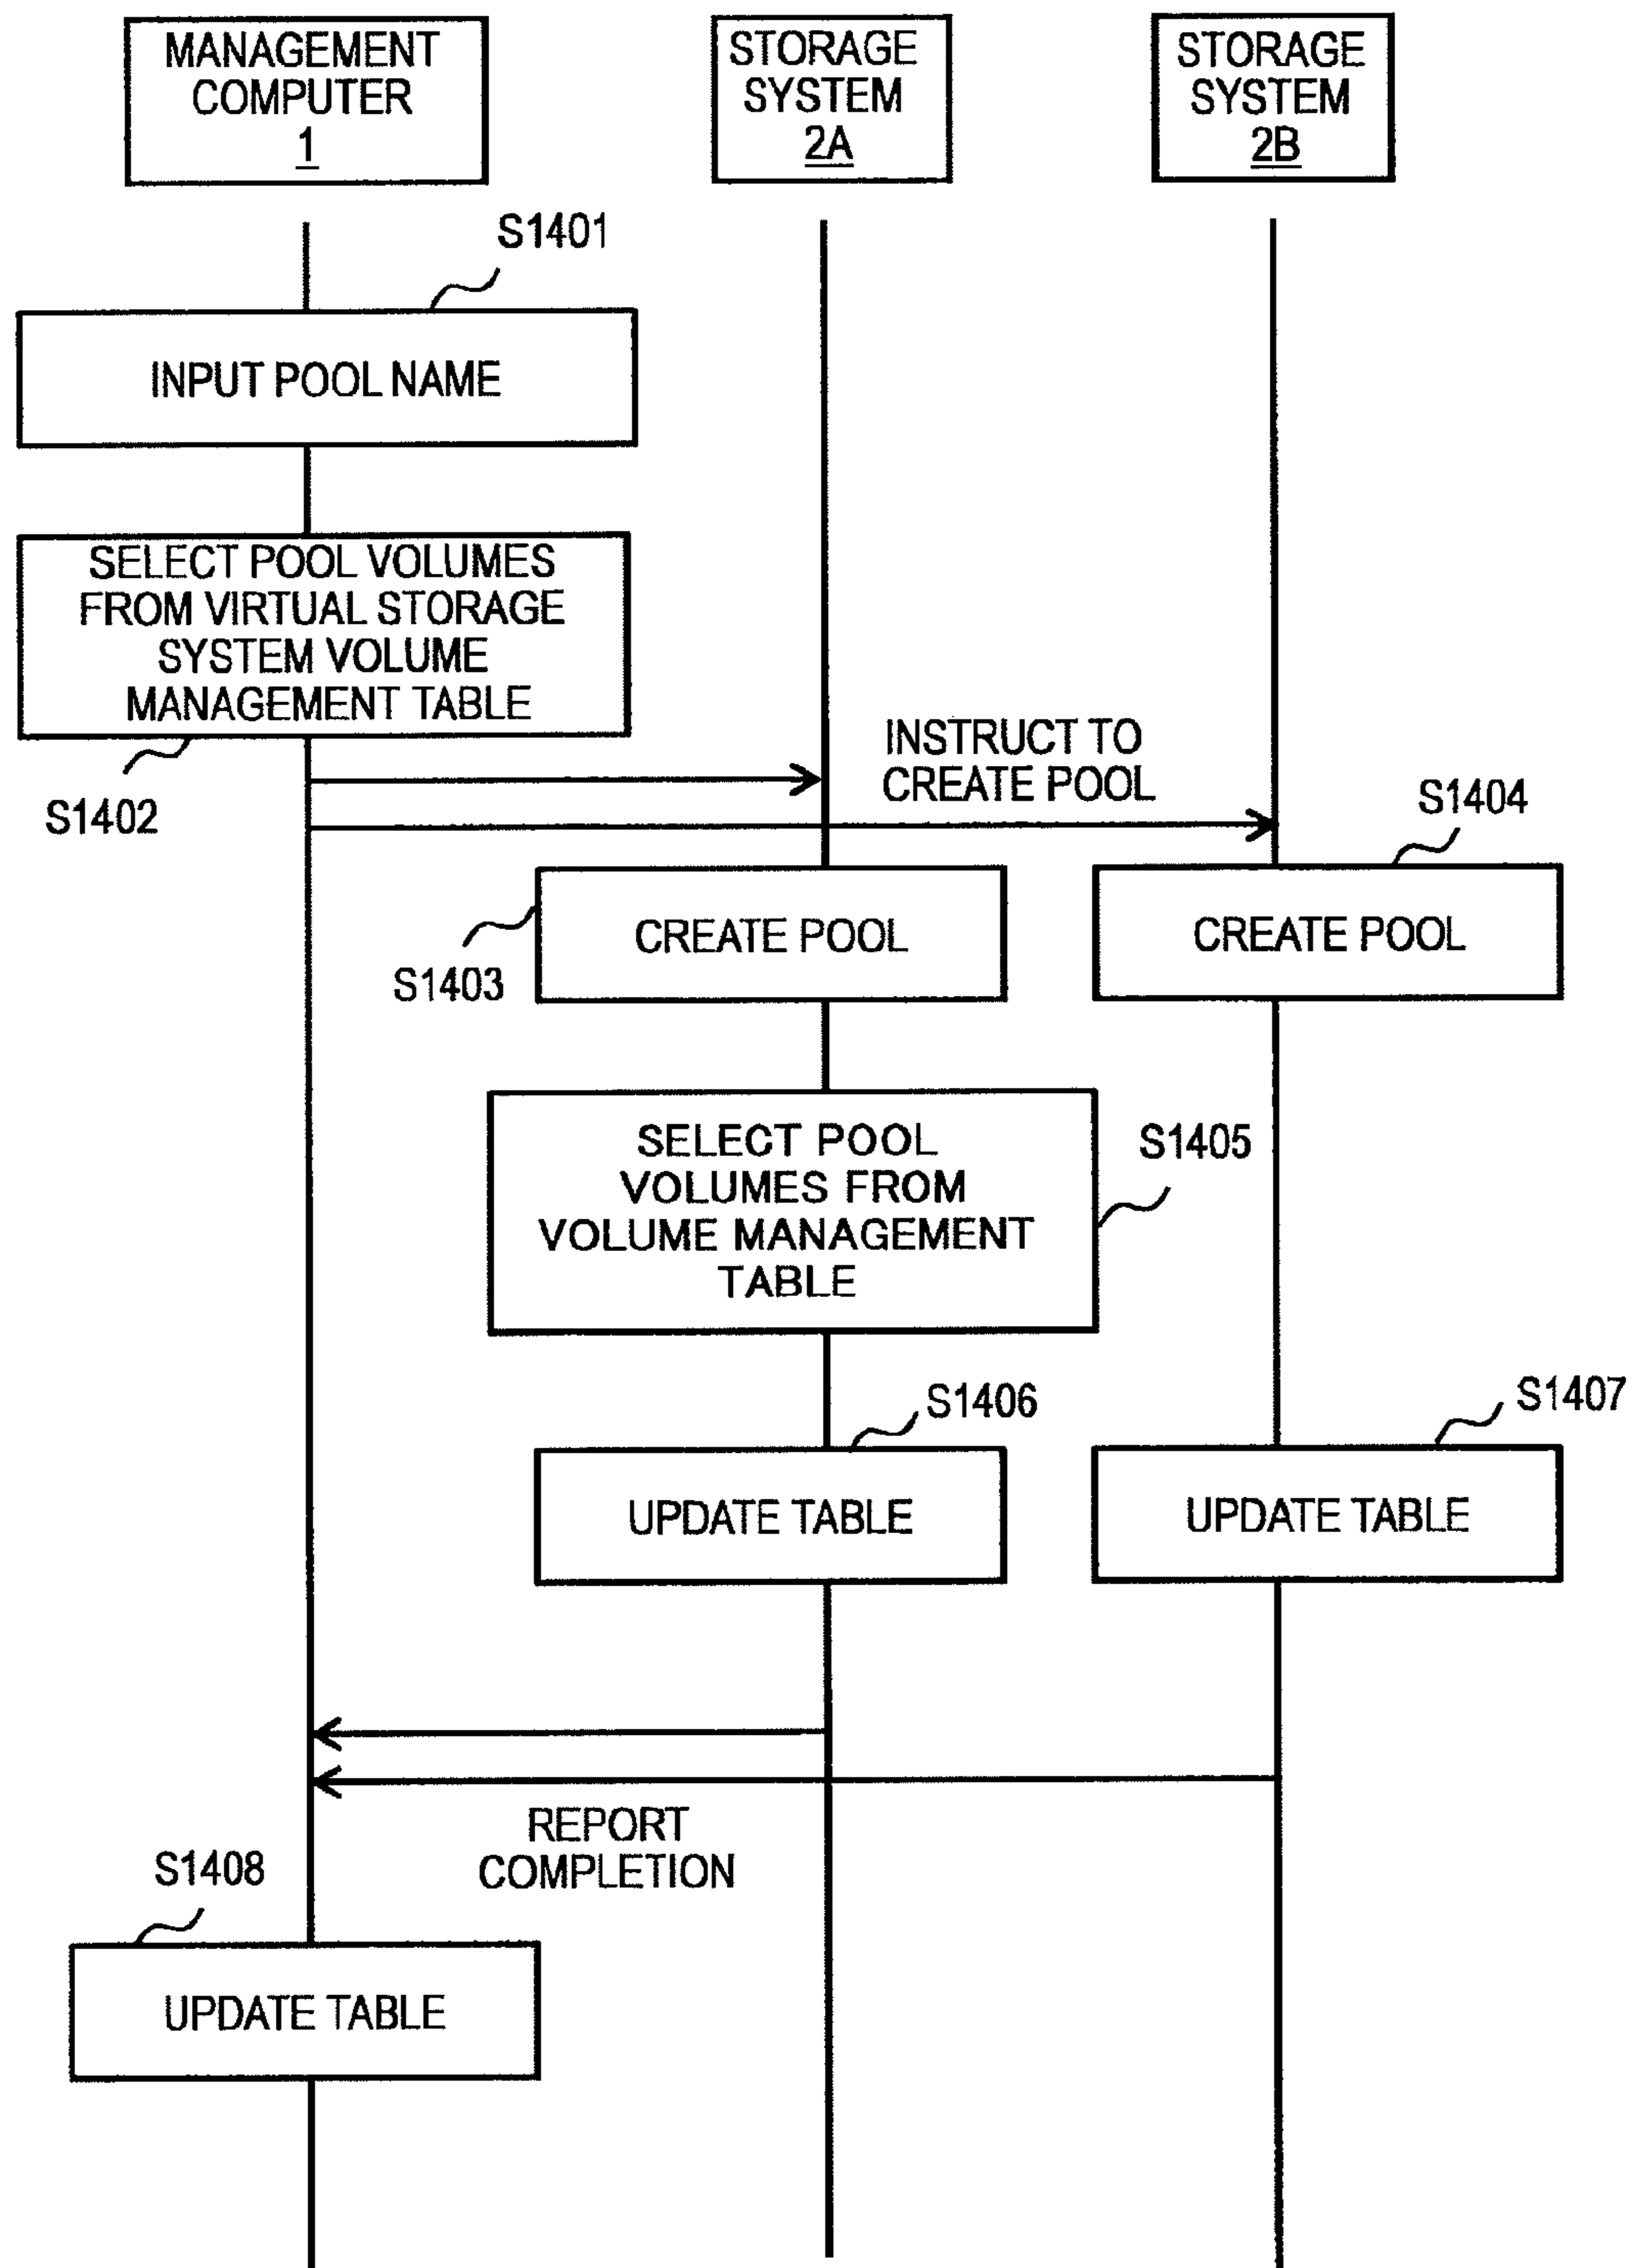 MANAGEMENT
COMPUTER
1
STORAGE
SYSTEM
2A
STORAGE
SYSTEM
2B
S1401
INPUT POOL NAME
SELECT POOL VOLUMES
FROM VIRTUAL STORAGE
SYSTEM VOLUME
MANAGEMENT TABLE
S1402
INSTRUCT TO
CREATE POOL
S1404
CREATE POOL
S1403
CREATE POOL
SELECT POOL
VOLUMES FROM
VOLUME MANAGEMENT
TABLE
S1405
S1406
UPDATE TABLE
S1407
UPDATE TABLE
REPORT
COMPLETION
S1408
UPDATE TABLE